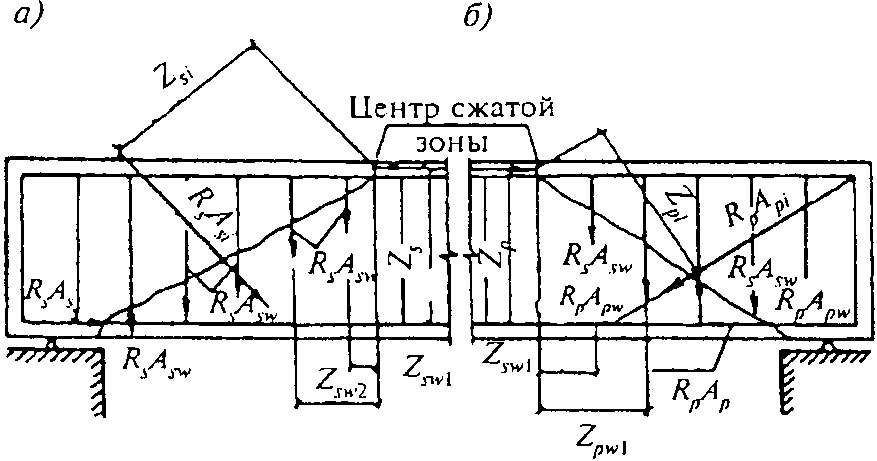 а)
б)
Z_si
Центр сжатой
зоны
R_sA_si
Z_s
Z_p
Z_pi
R_pA_pi
R_sA_s
R_sA_sw
R_sA_sw
R_sA_sw
R_pA_pw
R_sA_sw
R_pA_pw
R_sA_sw
Z_sw2
Z_sw1
Z_sw1
R_pA_p
Z_pw1